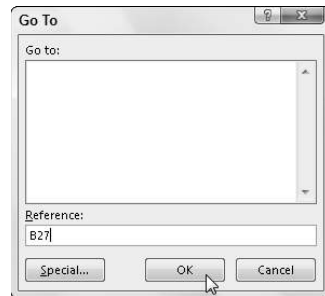 Go To
Go to:
Reference:
B27
Special...
OK
Cancel